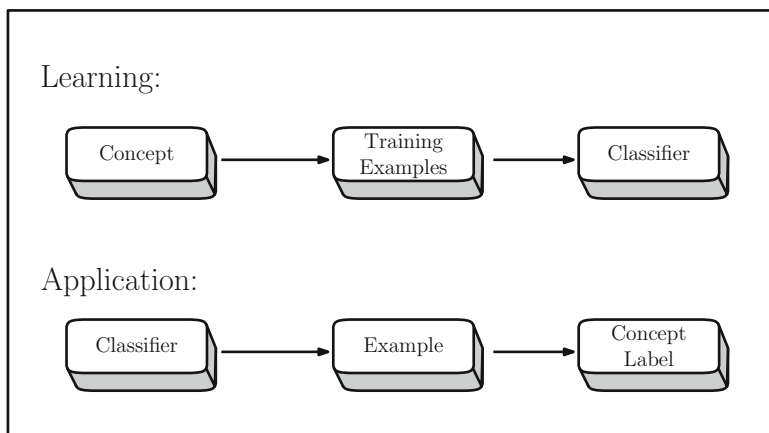 Learning:
Concept
Training
Examples
Classifier
Application:
Classifier
Example
Concept
Label